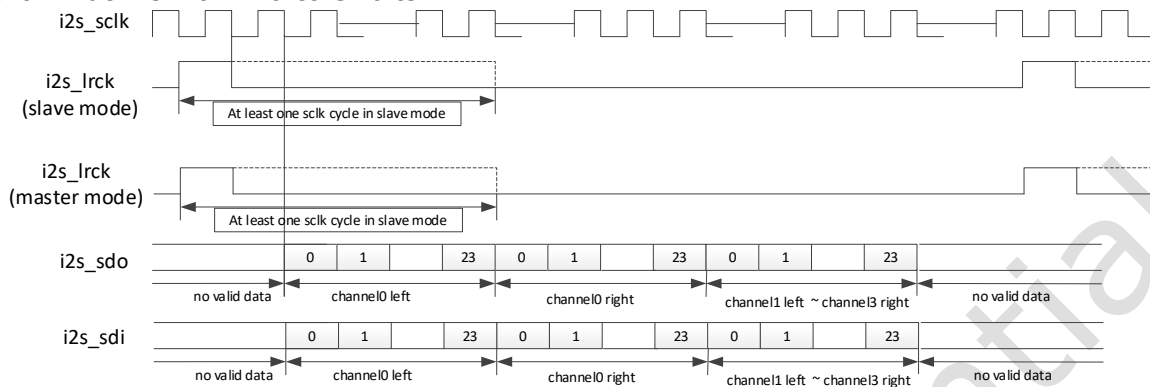 i2s_sclk
i2s_lrck
(slave mode)
At least one sclk cycle in slave mode
i2s_lrck
(master mode)
At least one sclk cycle in slave mode
i2s_sdo
0 1 23 0 1 23 0 1 23
no valid data channel0 left channel0 right channel1 left ~ channel3 right no valid data
i2s_sdi
0 1 23 0 1 23 0 1 23
no valid data channel0 left channel0 right channel1 left ~ channel3 right no valid data
tial